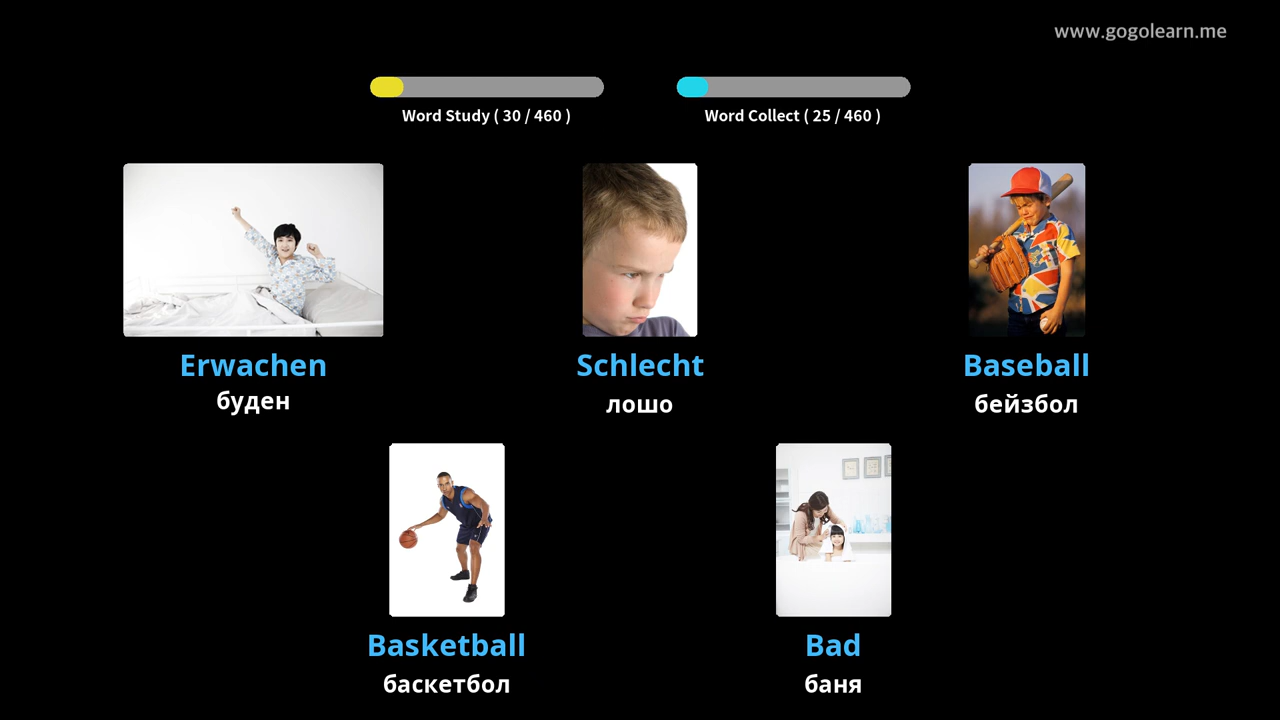 www.gogolearn.me
Word Study ( 30 / 460 )
Word Collect ( 25 / 460 )
Erwachen
буден
Schlecht
лошо
Baseball
бейзбол
Basketball
баскетбол
Bad
баня